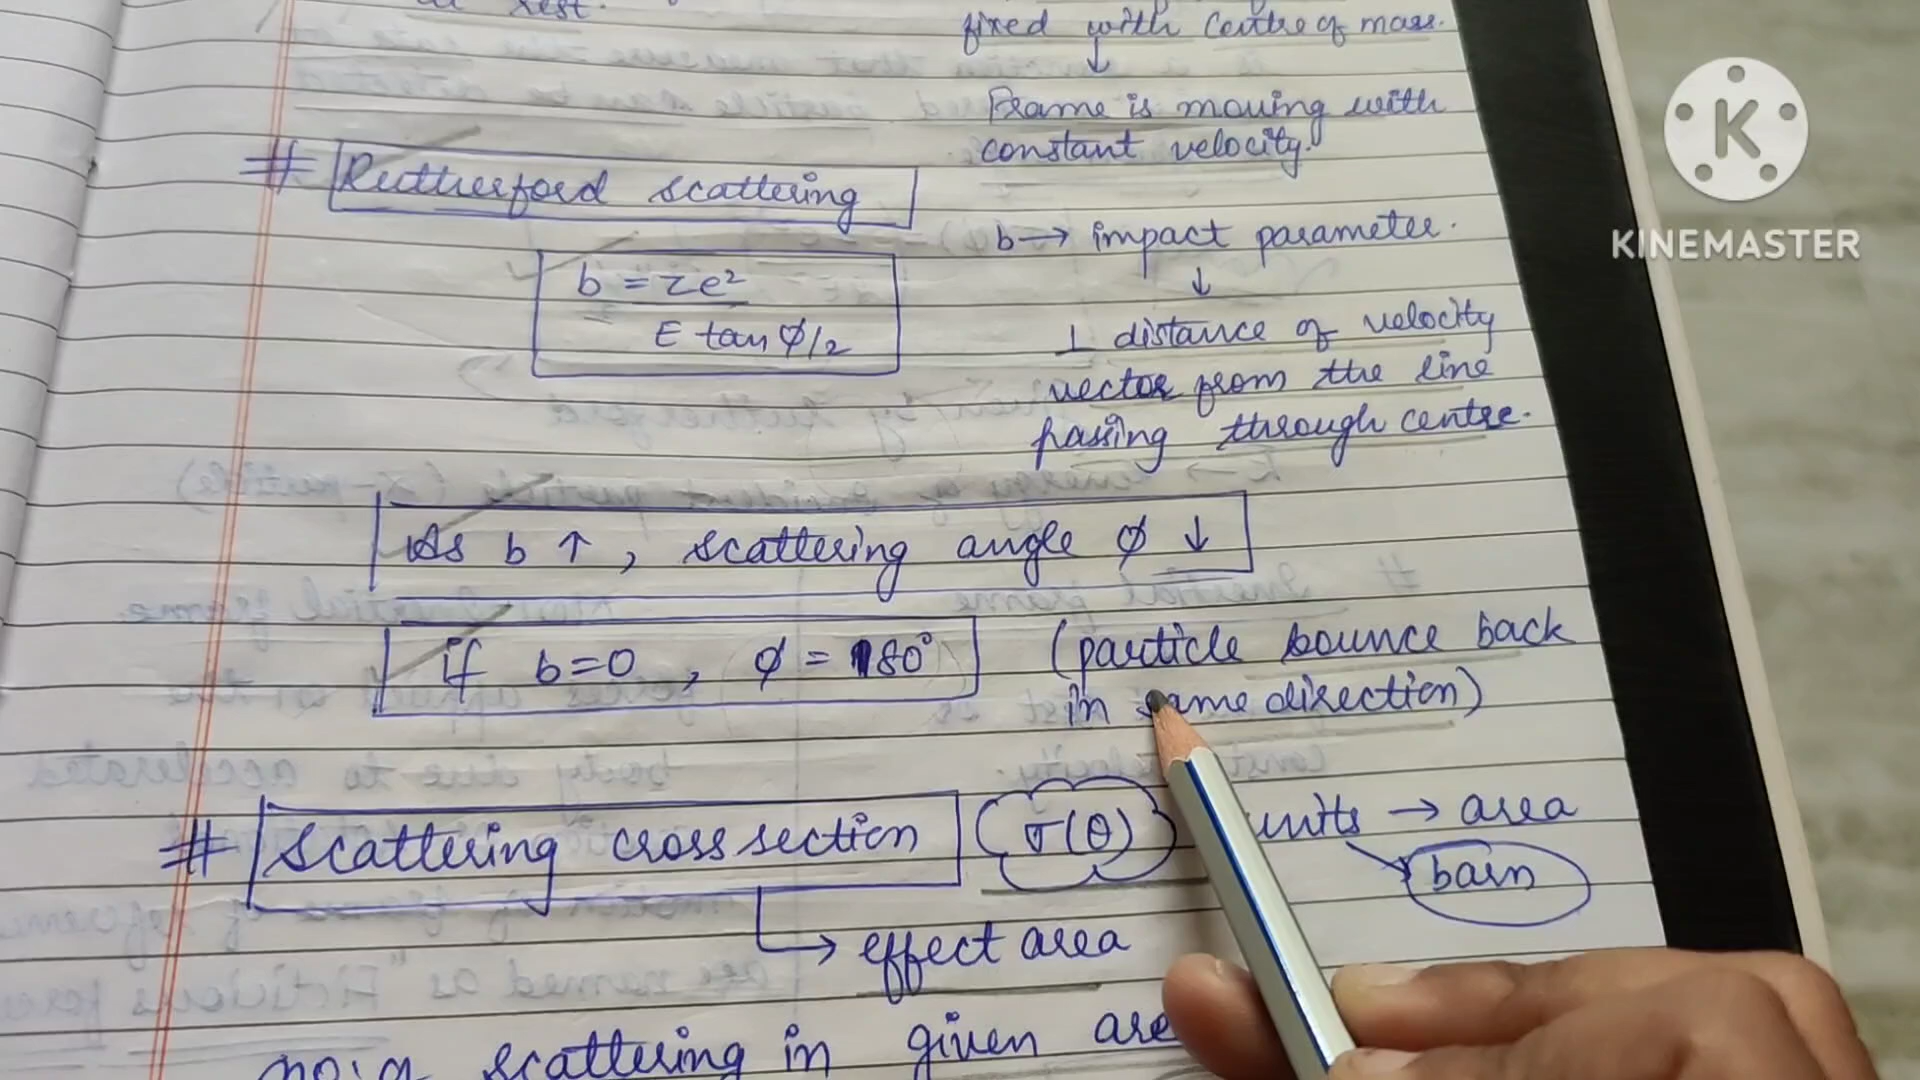 at rest.
fixed with centre of mass.
↓
Frame is moving with
constant velocity.
# Rutherford scattering
b = ze²
E tan φ/2
b → impact parameter.
↓
⊥ distance of velocity
vector from the line
passing through centre.
As b ↑, scattering angle φ ↓
if b=0, φ = 180°
(particle bounce back
in same direction)
# scattering cross section σ(θ) units → area
barn
→ effect area
scattering in given
K
KINEMASTER